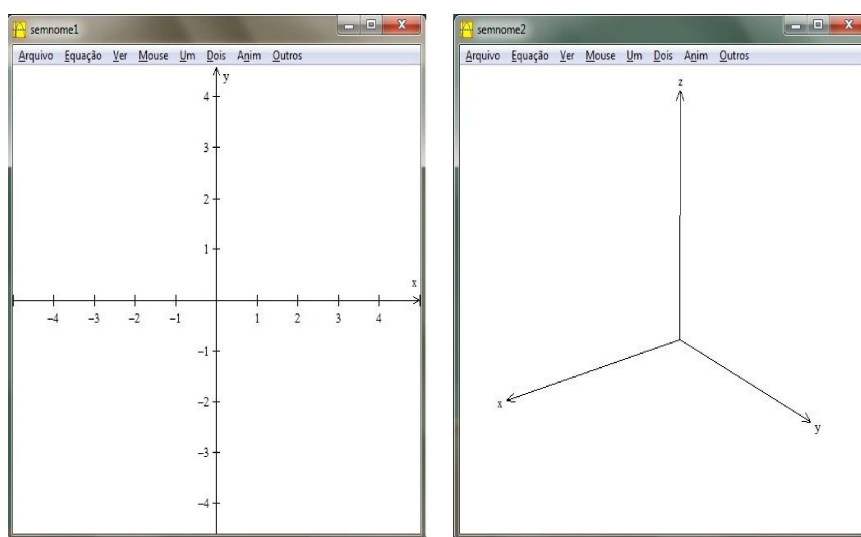 semnome1
Arquivo Equação Ver Mouse Um Dois Anim Outros
y
4
3
2
1
x
−4 −3 −2 −1 1 2 3 4
−1
−2
−3
−4
semnome2
Arquivo Equação Ver Mouse Um Dois Anim Outros
z
x
y